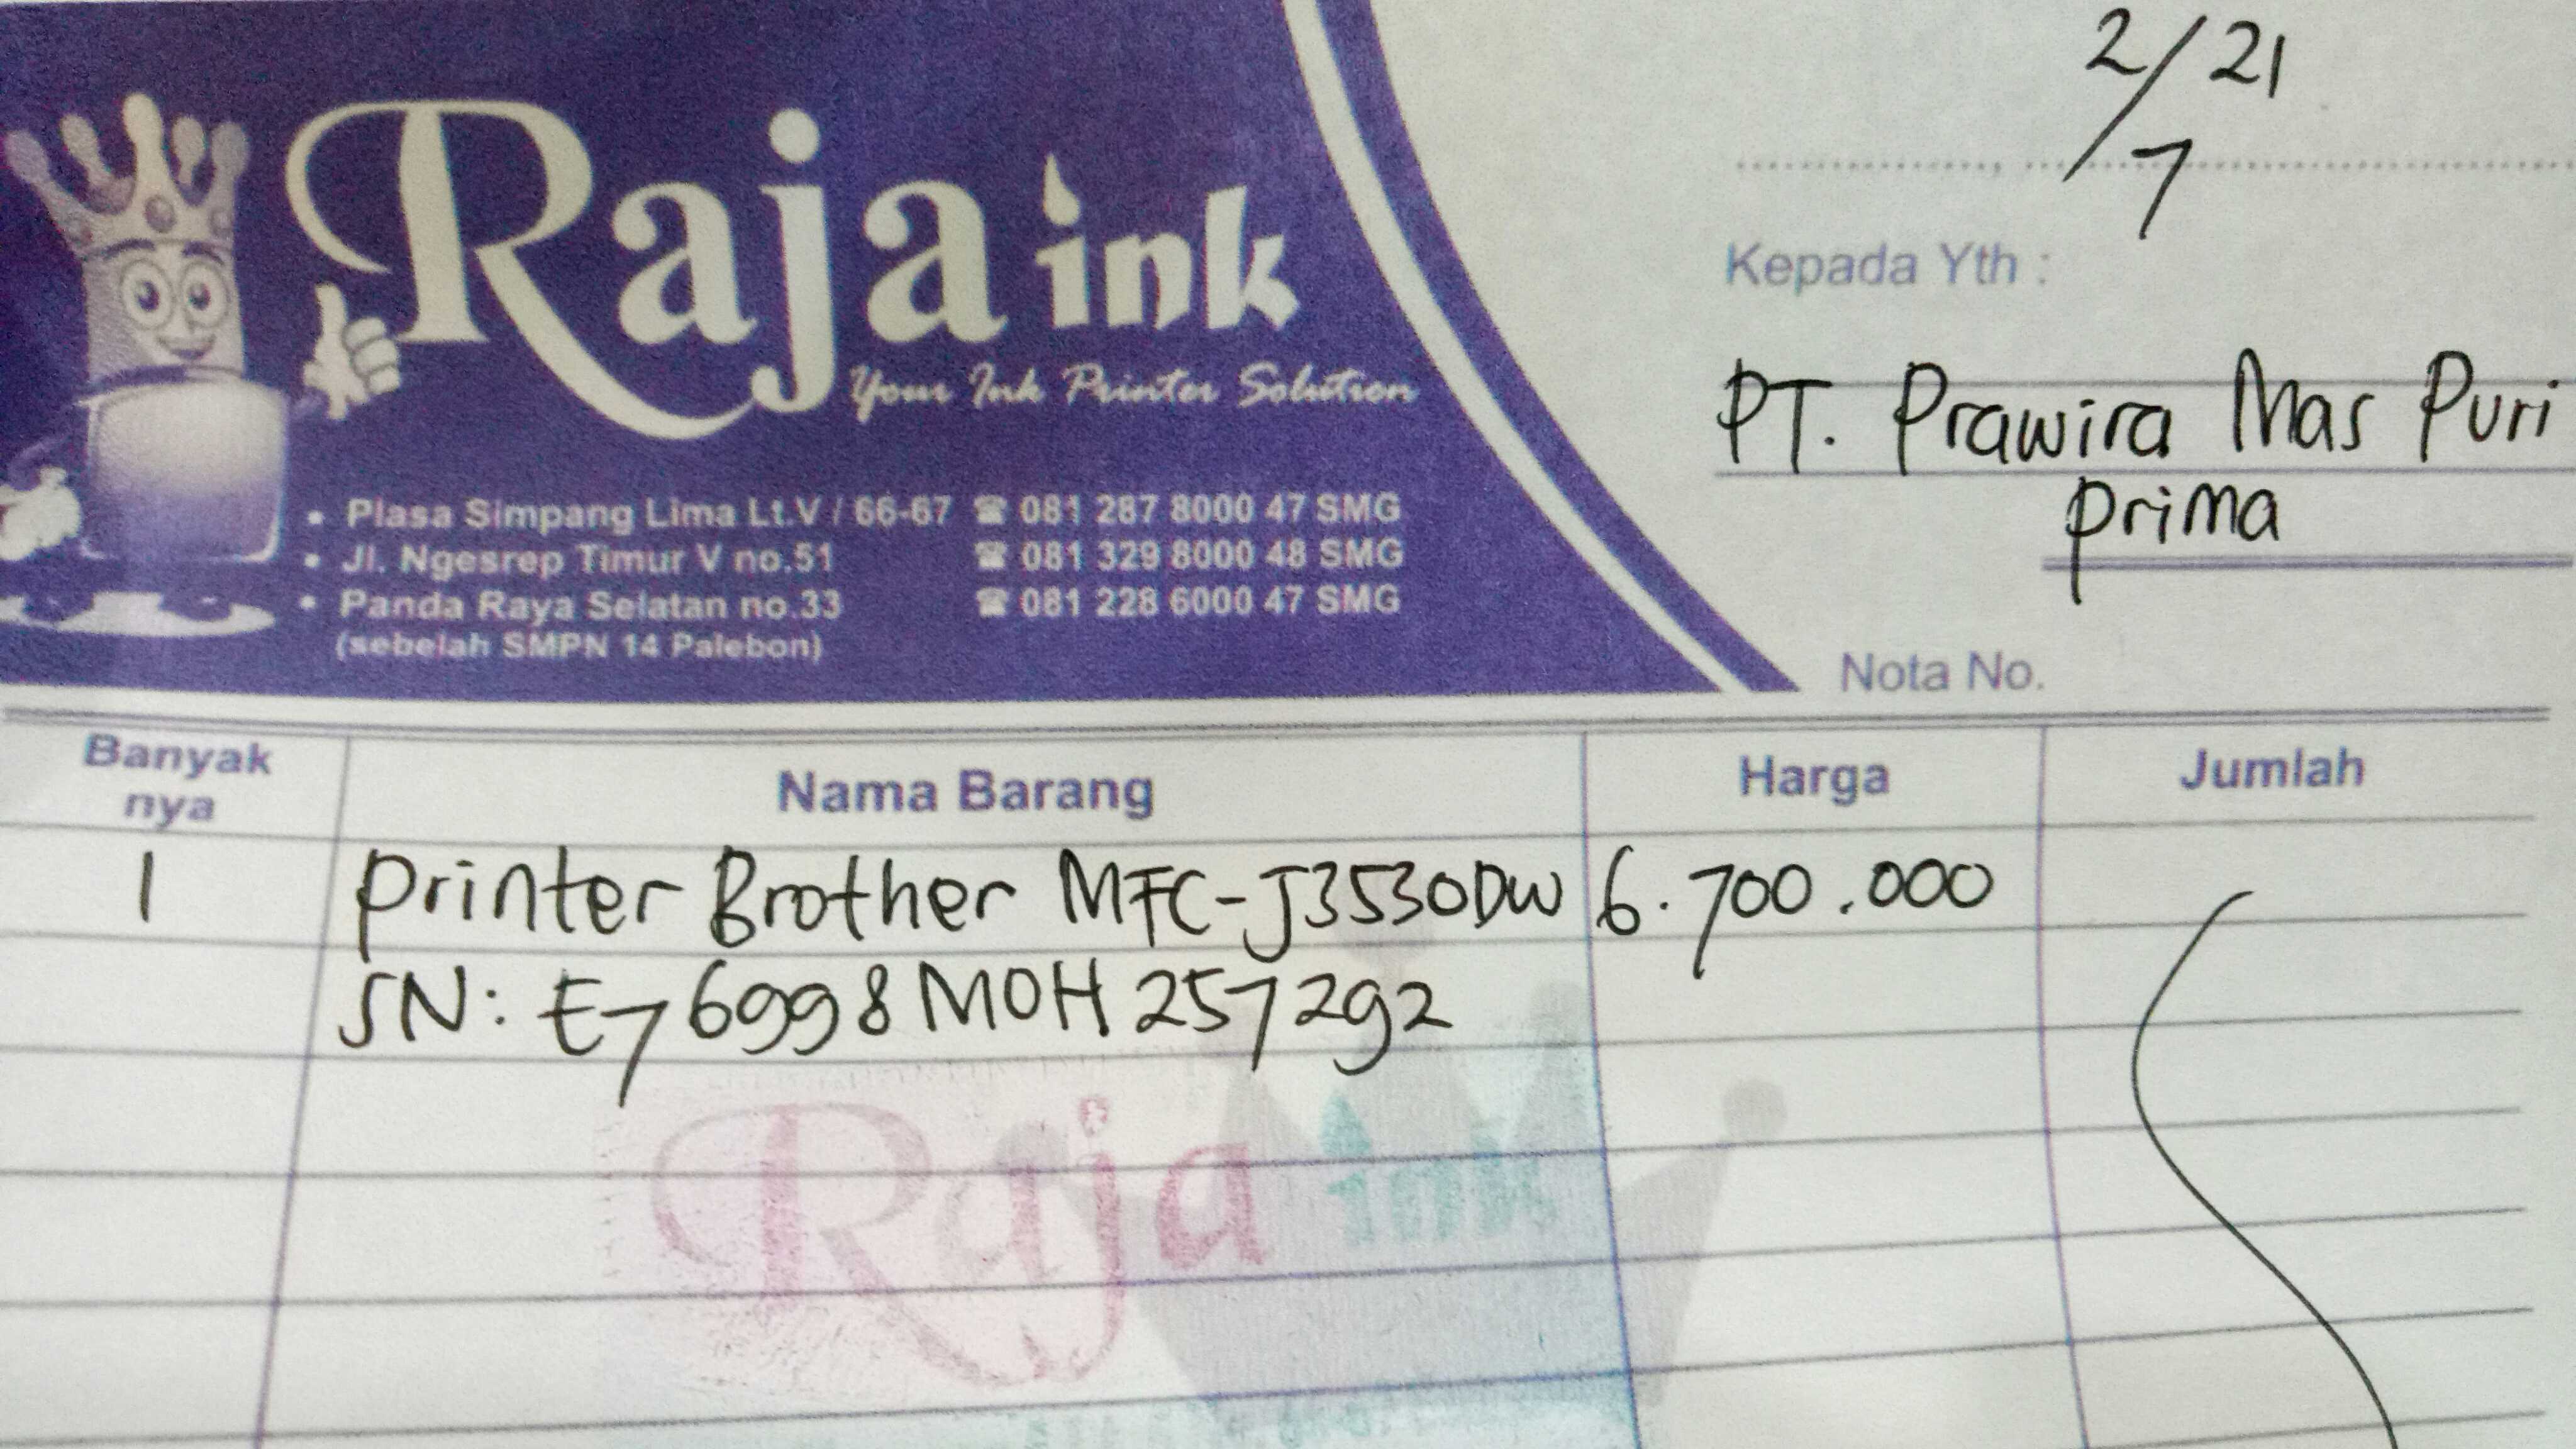 Raja ink
Your Ink Printer Solution
• Plasa Simpang Lima Lt.V / 66-67 ☎ 081 287 8000 47 SMG
• Jl. Ngesrep Timur V no.51 ☎ 081 329 8000 48 SMG
• Panda Raya Selatan no.33 ☎ 081 228 6000 47 SMG
(sebelah SMPN 14 Palebon)
2/7 21
Kepada Yth :
PT. Prawira Mas Puri
Prima
Nota No.
Banyak nya Nama Barang Harga Jumlah
1 Printer Brother MFC-J3530DW 6.700.000
SN: E76998M0H257292
Raja ink